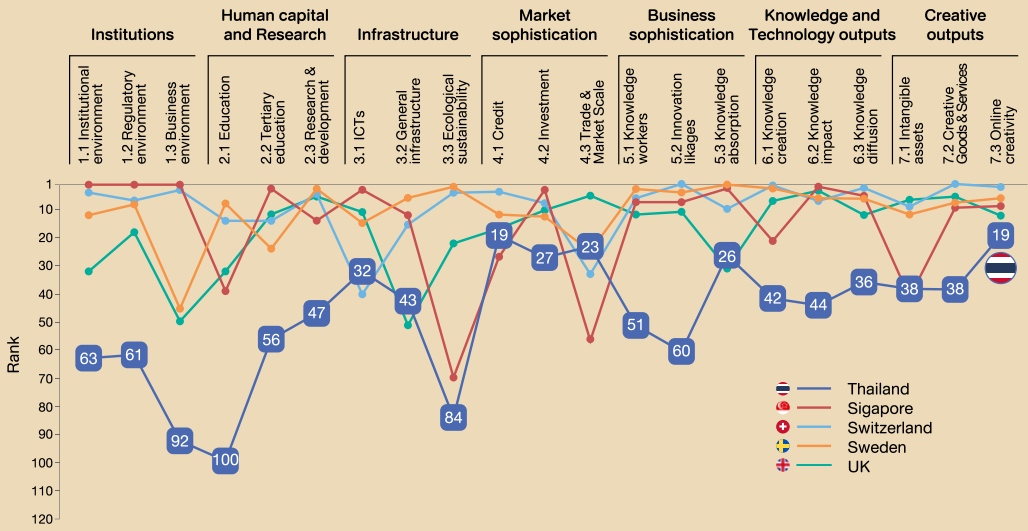 Institutions
Human capital
and Research
Infrastructure
Market
sophistication
Business
sophistication
Knowledge and
Technology outputs
Creative
outputs
1.1 Institutional
environment
1.2 Regulatory
environment
1.3 Business
environment
2.1 Education
2.2 Tertiary
education
2.3 Research &
development
3.1 ICTs
3.2 General
infrastructure
3.3 Ecological
sustainability
4.1 Credit
4.2 Investment
4.3 Trade &
Market Scale
5.1 Knowledge
workers
5.2 Innovation
likages
5.3 Knowledge
absorption
6.1 Knowledge
creation
6.2 Knowledge
impact
6.3 Knowledge
diffusion
7.1 Intangible
assets
7.2 Creative
Goods & Services
7.3 Online
creativity
Rank
1
10
20
30
40
50
60
70
80
90
100
110
120
63
61
92
100
56
47
32
43
84
19
27
23
51
60
26
42
44
36
38
38
19
Thailand
Sigapore
Switzerland
Sweden
UK